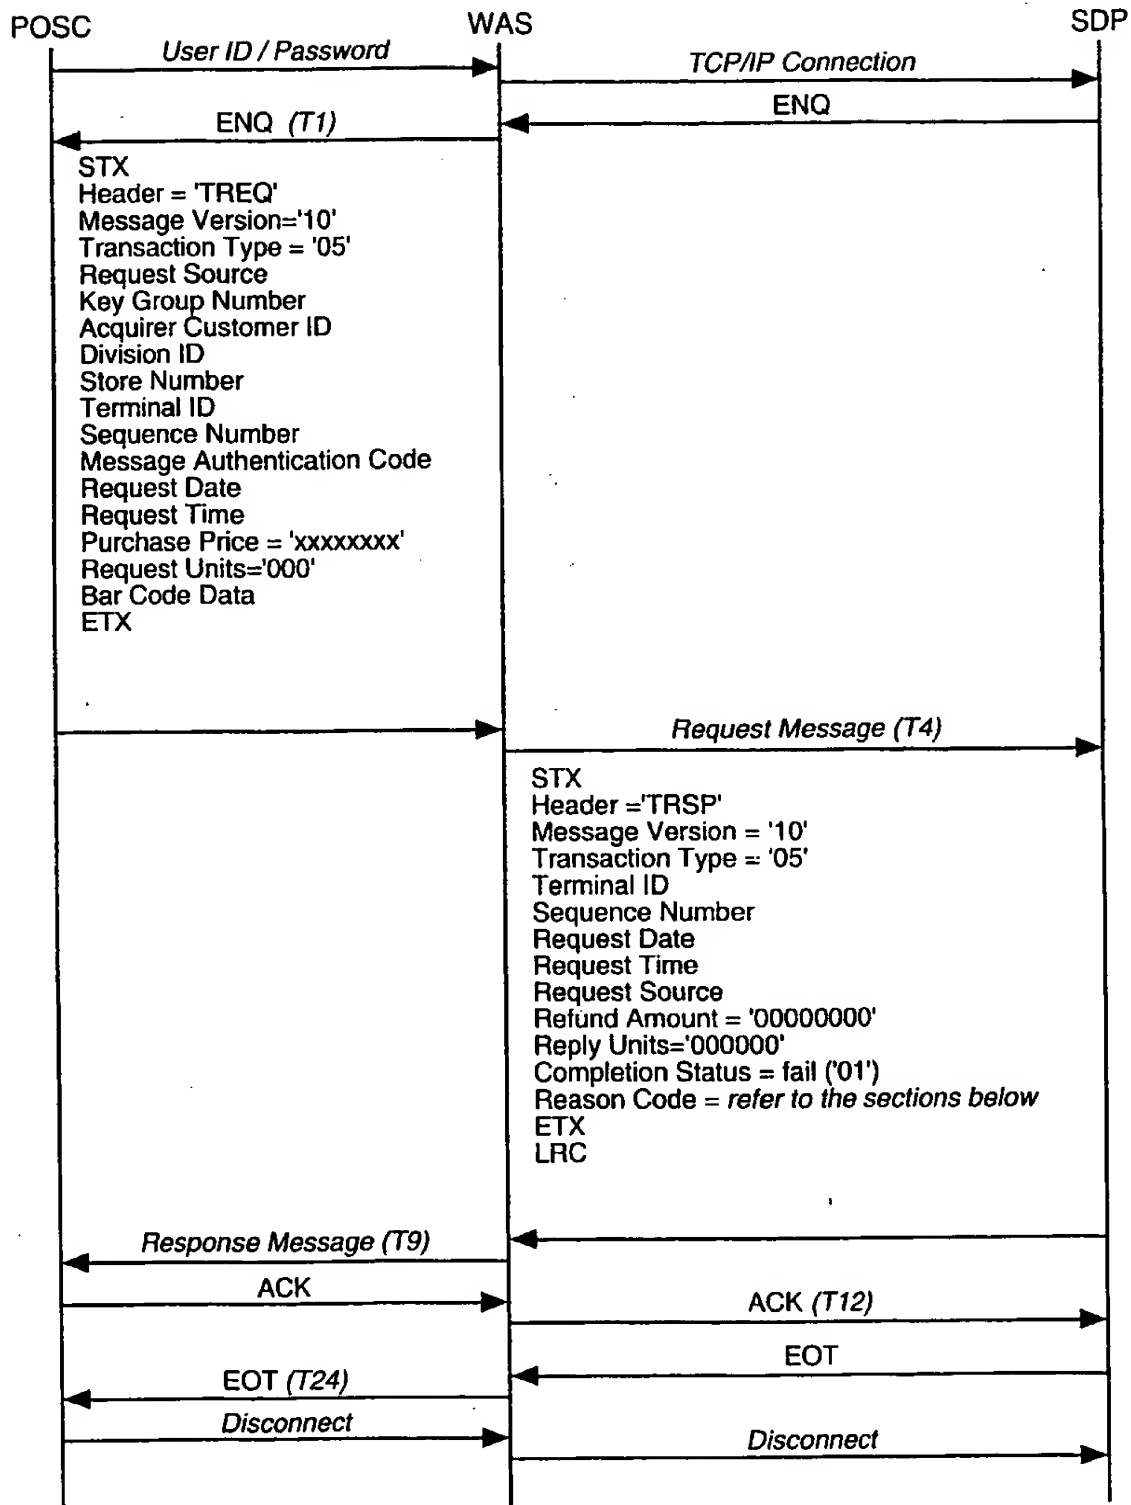 POSC WAS SDP
User ID / Password
TCP/IP Connection
ENQ
ENQ (T1)
STX
Header = 'TREQ'
Message Version='10'
Transaction Type = '05'
Request Source
Key Group Number
Acquirer Customer ID
Division ID
Store Number
Terminal ID
Sequence Number
Message Authentication Code
Request Date
Request Time
Purchase Price = 'xxxxxxxx'
Request Units='000'
Bar Code Data
ETX
Request Message (T4)
STX
Header ='TRSP'
Message Version = '10'
Transaction Type = '05'
Terminal ID
Sequence Number
Request Date
Request Time
Request Source
Refund Amount = '00000000'
Reply Units='000000'
Completion Status = fail ('01')
Reason Code = refer to the sections below
ETX
LRC
Response Message (T9)
ACK
ACK (T12)
EOT
EOT (T24)
Disconnect
Disconnect